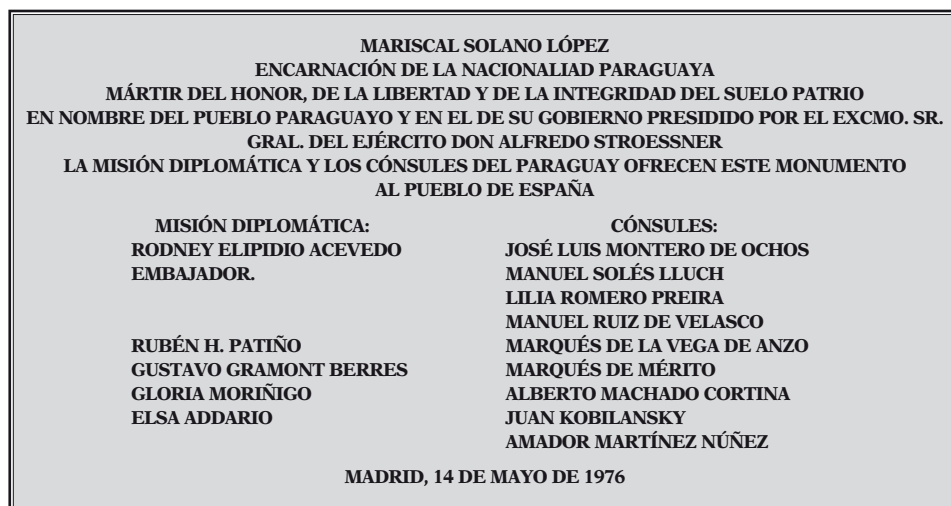 MARISCAL SOLANO LÓPEZ
ENCARNACIÓN DE LA NACIONALIAD PARAGUAYA
MÁRTIR DEL HONOR, DE LA LIBERTAD Y DE LA INTEGRIDAD DEL SUELO PATRIO
EN NOMBRE DEL PUEBLO PARAGUAYO Y EN EL DE SU GOBIERNO PRESIDIDO POR EL EXCMO. SR.
GRAL. DEL EJÉRCITO DON ALFREDO STROESSNER
LA MISIÓN DIPLOMÁTICA Y LOS CÓNSULES DEL PARAGUAY OFRECEN ESTE MONUMENTO
AL PUEBLO DE ESPAÑA
MISIÓN DIPLOMÁTICA:
RODNEY ELIPIDIO ACEVEDO
EMBAJADOR.
RUBÉN H. PATIÑO
GUSTAVO GRAMONT BERRES
GLORIA MORIÑIGO
ELSA ADDARIO
CÓNSULES:
JOSÉ LUIS MONTERO DE OCHOS
MANUEL SOLÉS LLUCH
LILIA ROMERO PREIRA
MANUEL RUIZ DE VELASCO
MARQUÉS DE LA VEGA DE ANZO
MARQUÉS DE MÉRITO
ALBERTO MACHADO CORTINA
JUAN KOBILANSKY
AMADOR MARTÍNEZ NÚÑEZ
MADRID, 14 DE MAYO DE 1976